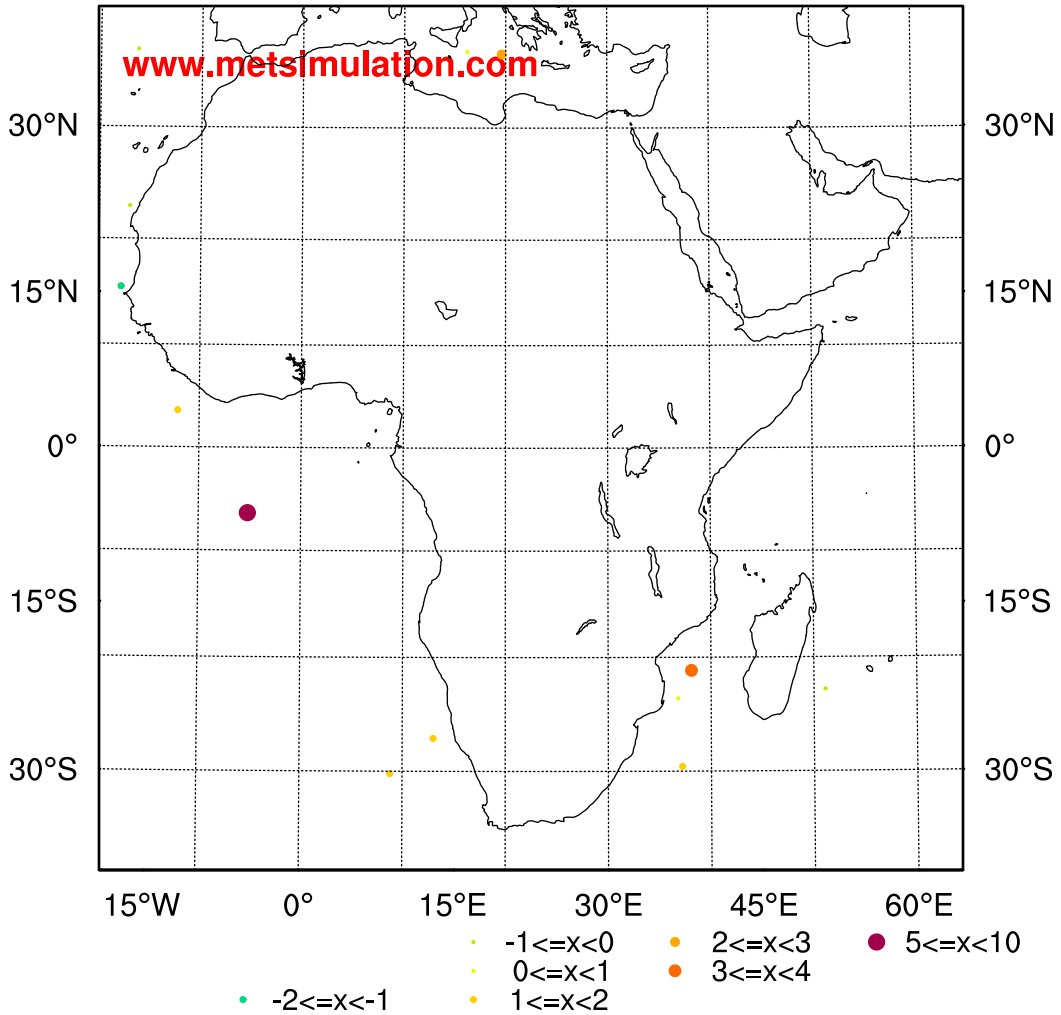 www.metsimulation.com
30°N 30°N
15°N 15°N
0° 0°
15°S 15°S
30°S 30°S
15°W 0° 15°E 30°E 45°E 60°E
-1<=x<0 2<=x<3 5<=x<10
0<=x<1 3<=x<4
-2<=x<-1 1<=x<2